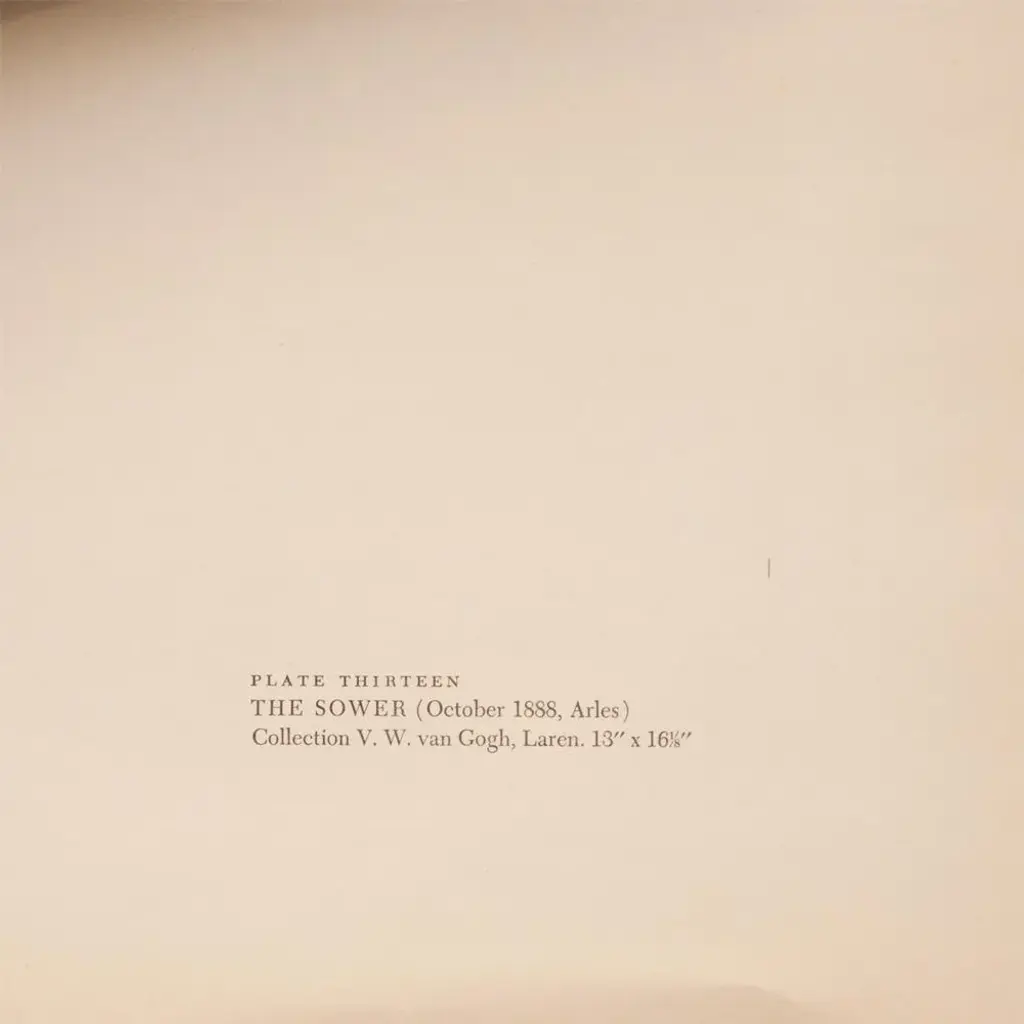 PLATE THIRTEEN
THE SOWER (October 1888, Arles)
Collection V. W. van Gogh, Laren. 13″ x 16⅛″